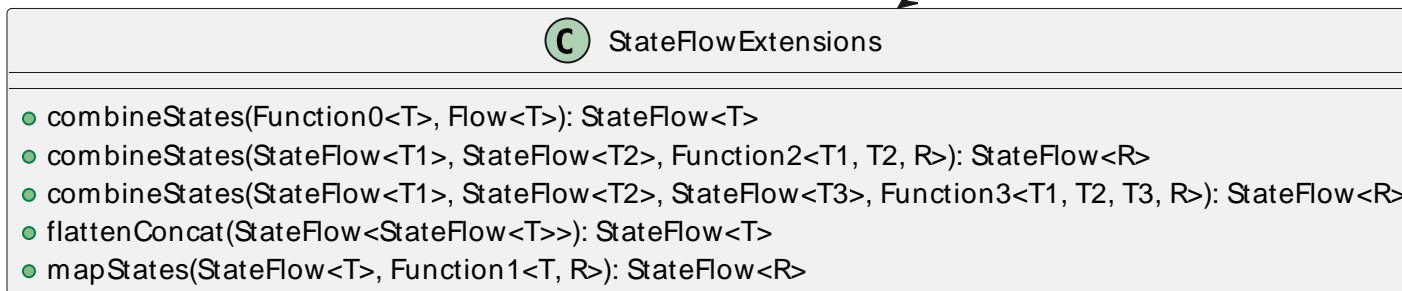 C StateFlowExtensions
combineStates(Function0<T>, Flow<T>): StateFlow<T>
combineStates(StateFlow<T1>, StateFlow<T2>, Function2<T1, T2, R>): StateFlow<R>
combineStates(StateFlow<T1>, StateFlow<T2>, StateFlow<T3>, Function3<T1, T2, T3, R>): StateFlow<R>
flattenConcat(StateFlow<StateFlow<T>>): StateFlow<T>
mapStates(StateFlow<T>, Function1<T, R>): StateFlow<R>